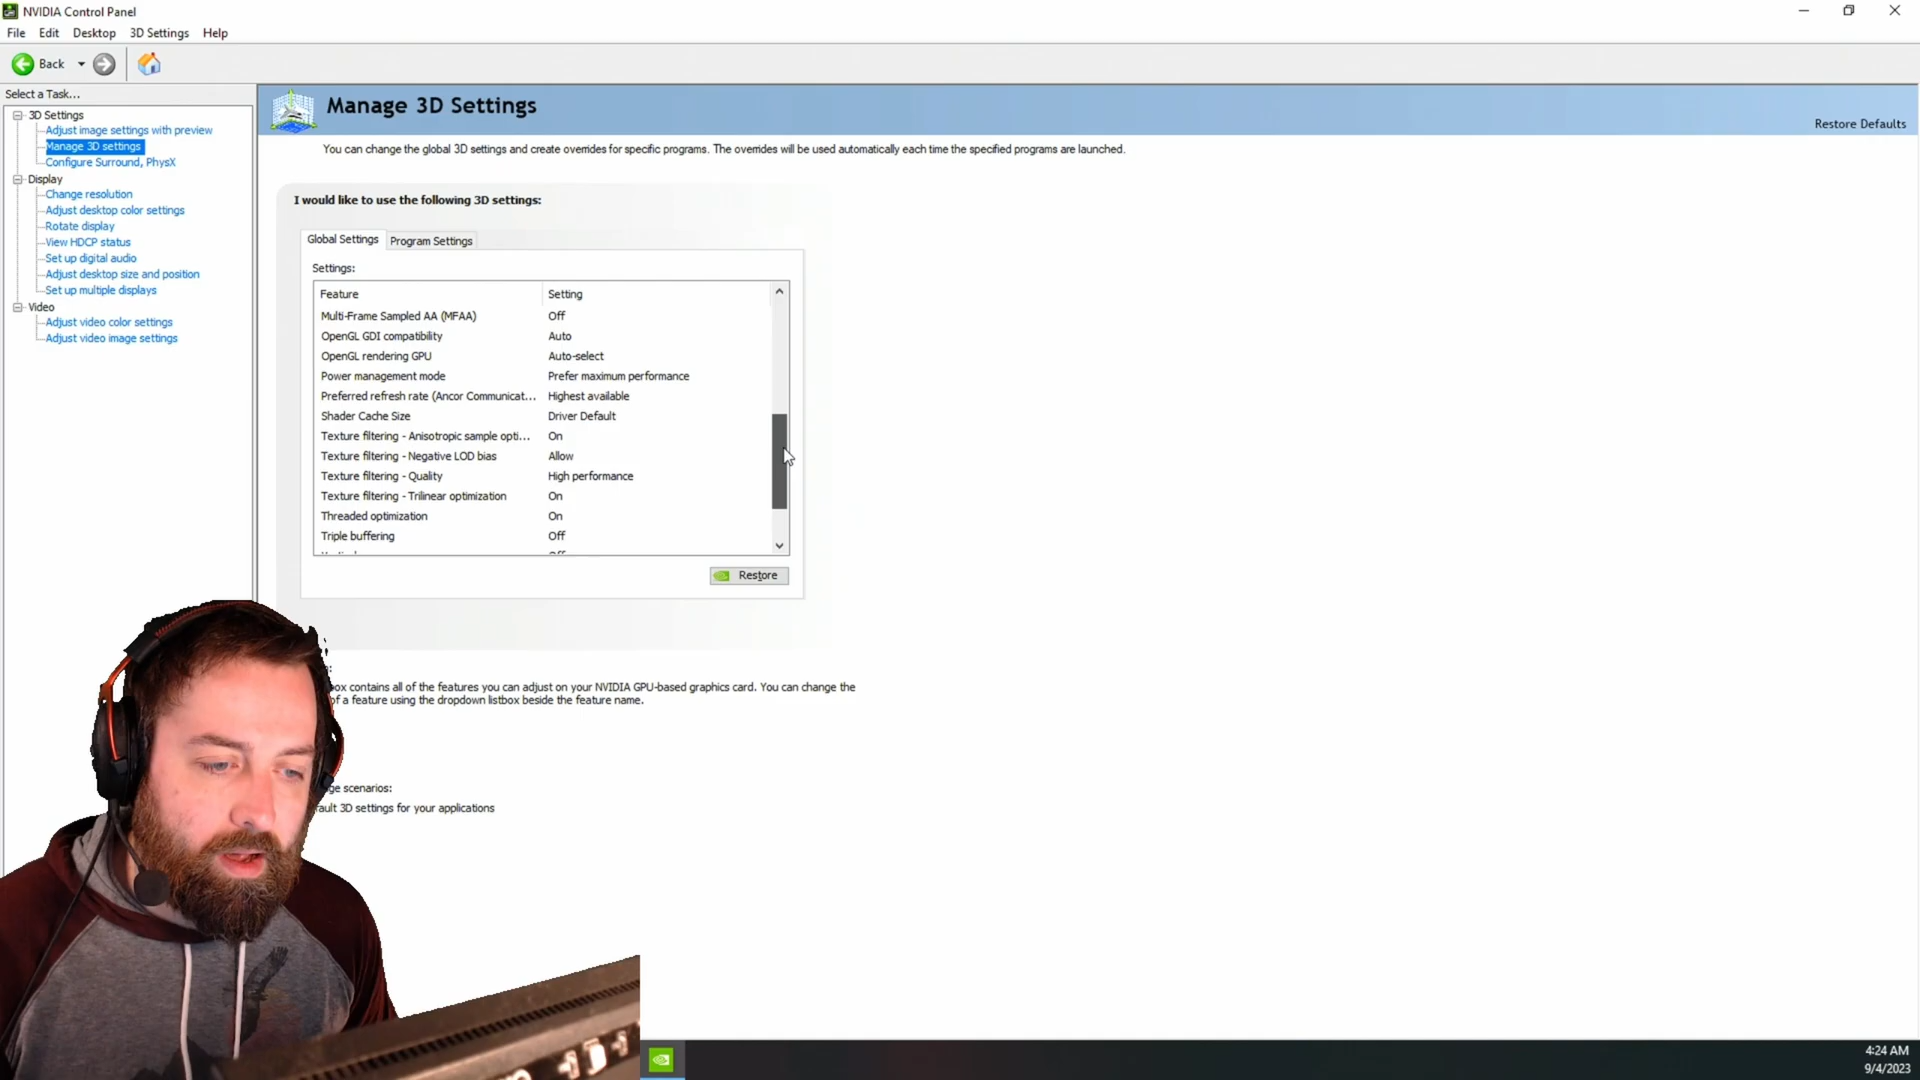 NVIDIA Control Panel
File Edit Desktop 3D Settings Help
Back
Select a Task...
3D Settings
Adjust image settings with preview
Manage 3D settings
Configure Surround, PhysX
Display
Change resolution
Adjust desktop color settings
Rotate display
View HDCP status
Set up digital audio
Adjust desktop size and position
Set up multiple displays
Video
Adjust video color settings
Adjust video image settings
Manage 3D Settings
Restore Defaults
You can change the global 3D settings and create overrides for specific programs. The overrides will be used automatically each time the specified programs are launched.
I would like to use the following 3D settings:
Global Settings Program Settings
Settings:
Feature Setting
Multi-Frame Sampled AA (MFAA) Off
OpenGL GDI compatibility Auto
OpenGL rendering GPU Auto-select
Power management mode Prefer maximum performance
Preferred refresh rate (Ancor Communicat... Highest available
Shader Cache Size Driver Default
Texture filtering - Anisotropic sample opti... On
Texture filtering - Negative LOD bias Allow
Texture filtering - Quality High performance
Texture filtering - Trilinear optimization On
Threaded optimization On
Triple buffering Off
Restore
contains all of the features you can adjust on your NVIDIA GPU-based graphics card. You can change the
of a feature using the dropdown listbox beside the feature name.
scenarios:
3D settings for your applications
4:24 AM
9/4/2023